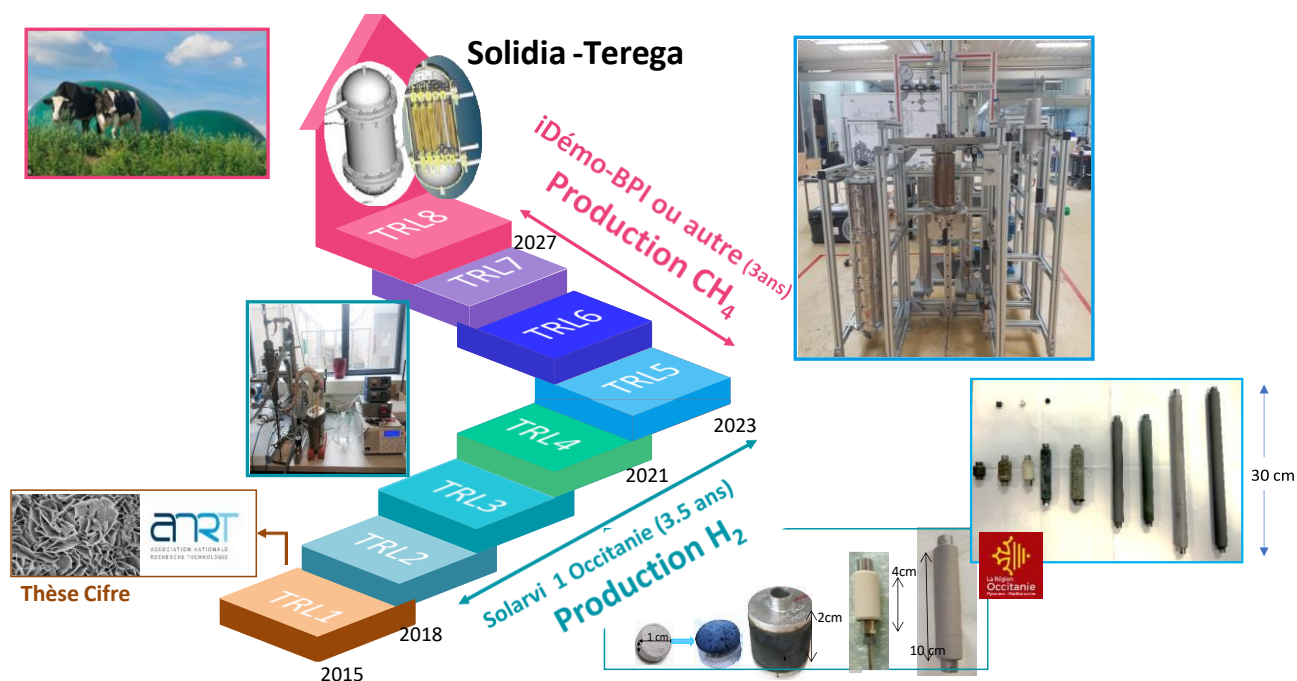 Solidia -Terega
iDémo-BPI ou autre (3ans)
Production CH4
TRL8
2027
TRL7
TRL6
TRL5
2023
TRL4
2021
TRL3
TRL2
TRL1
2018
2015
Solarvi 1 Occitanie (3.5 ans)
Production H2
anrt
ASSOCIATION NATIONALE
RECHERCHE TECHNOLOGIE
Thèse Cifre
30 cm
La Région
Occitanie
Pyrénées - Méditerranée
1 cm
2cm
4cm
10 cm